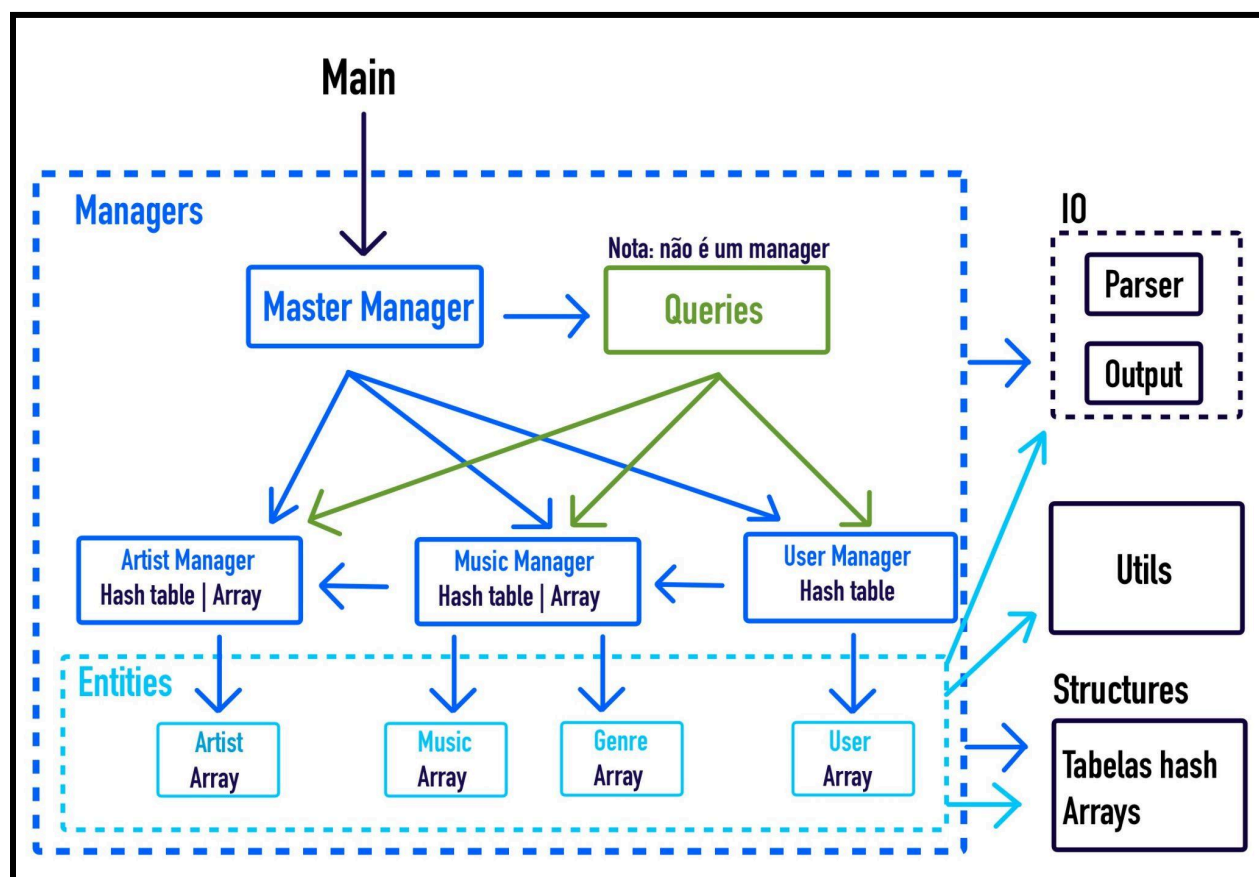 Main
Managers
IO
Nota: não é um manager
Master Manager
Queries
Parser
Output
Artist Manager
Hash table | Array
Music Manager
Hash table | Array
User Manager
Hash table
Utils
Entities
Structures
Artist
Array
Music
Array
Genre
Array
User
Array
Tabelas hash
Arrays